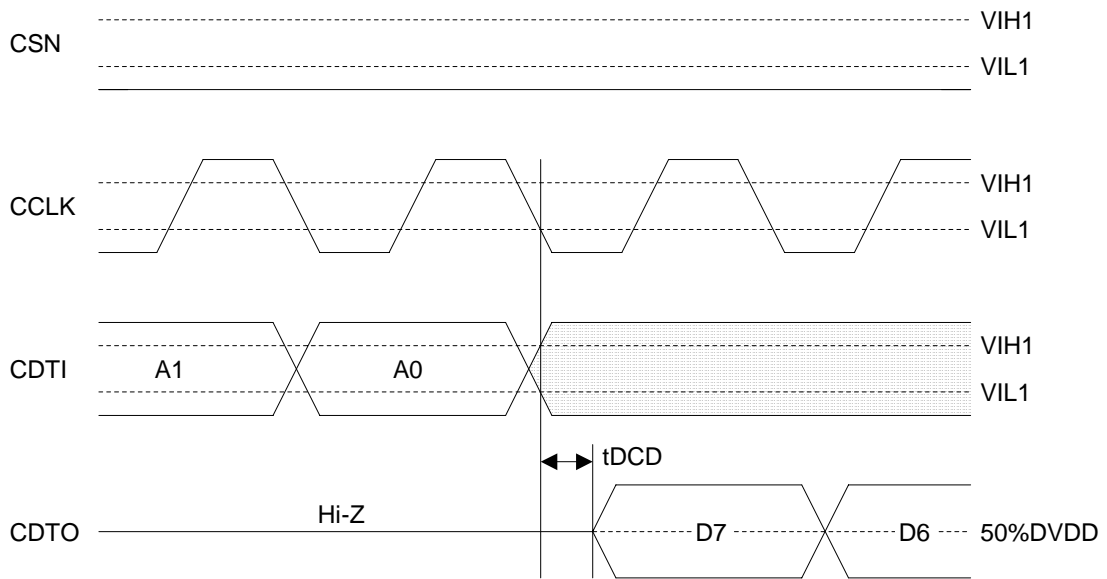 VIH1
CSN
VIL1
VIH1
CCLK
VIL1
VIH1
CDTI
A1
A0
VIL1
tDCD
Hi-Z
CDTO
D7
D6
50%DVDD